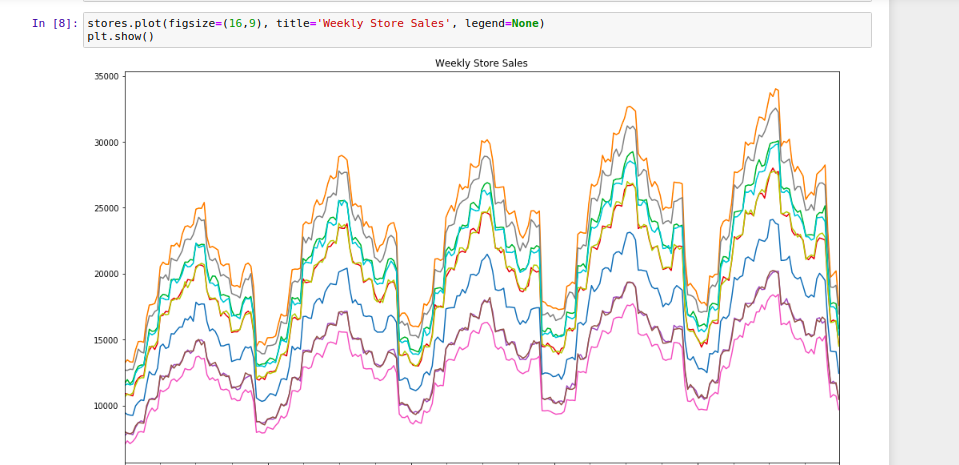 In [8]: stores.plot(figsize=(16,9), title='Weekly Store Sales', legend=None)
plt.show()
Weekly Store Sales
35000
30000
25000
20000
15000
10000